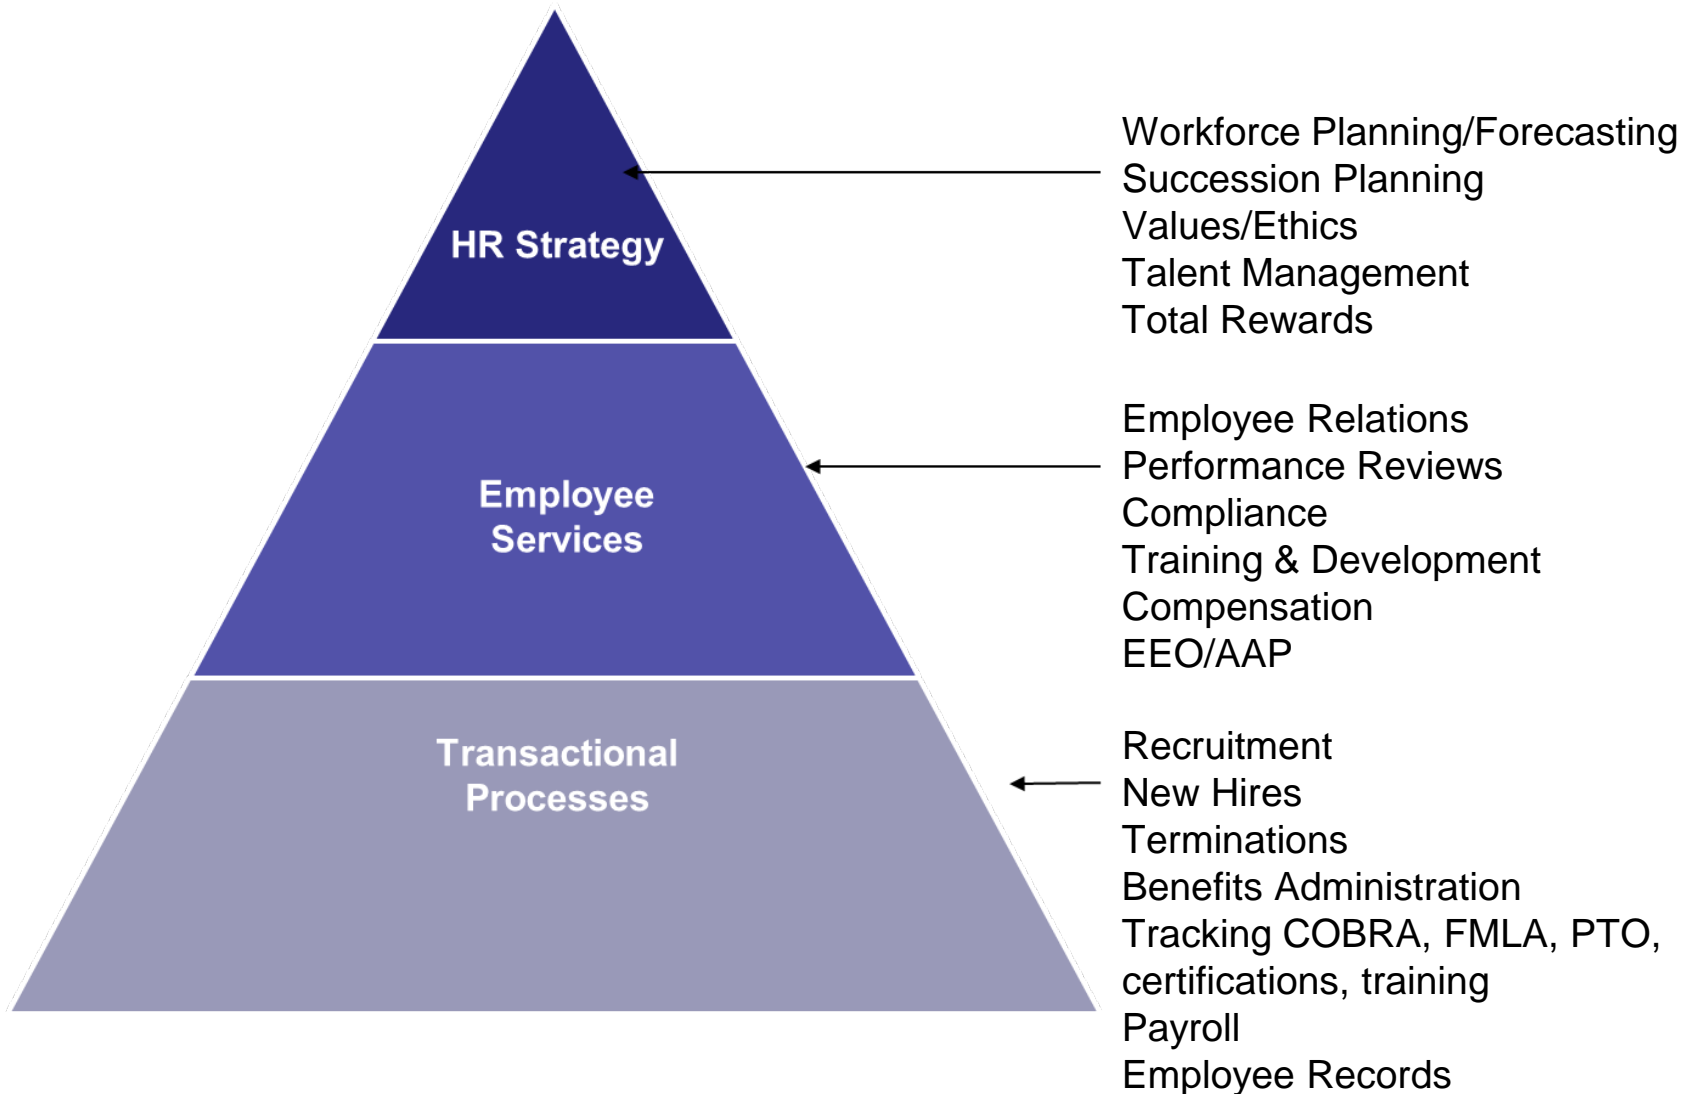 HR Strategy
Workforce Planning/Forecasting
Succession Planning
Values/Ethics
Talent Management
Total Rewards
Employee
Services
Employee Relations
Performance Reviews
Compliance
Training & Development
Compensation
EEO/AAP
Transactional
Processes
Recruitment
New Hires
Terminations
Benefits Administration
Tracking COBRA, FMLA, PTO,
certifications, training
Payroll
Employee Records